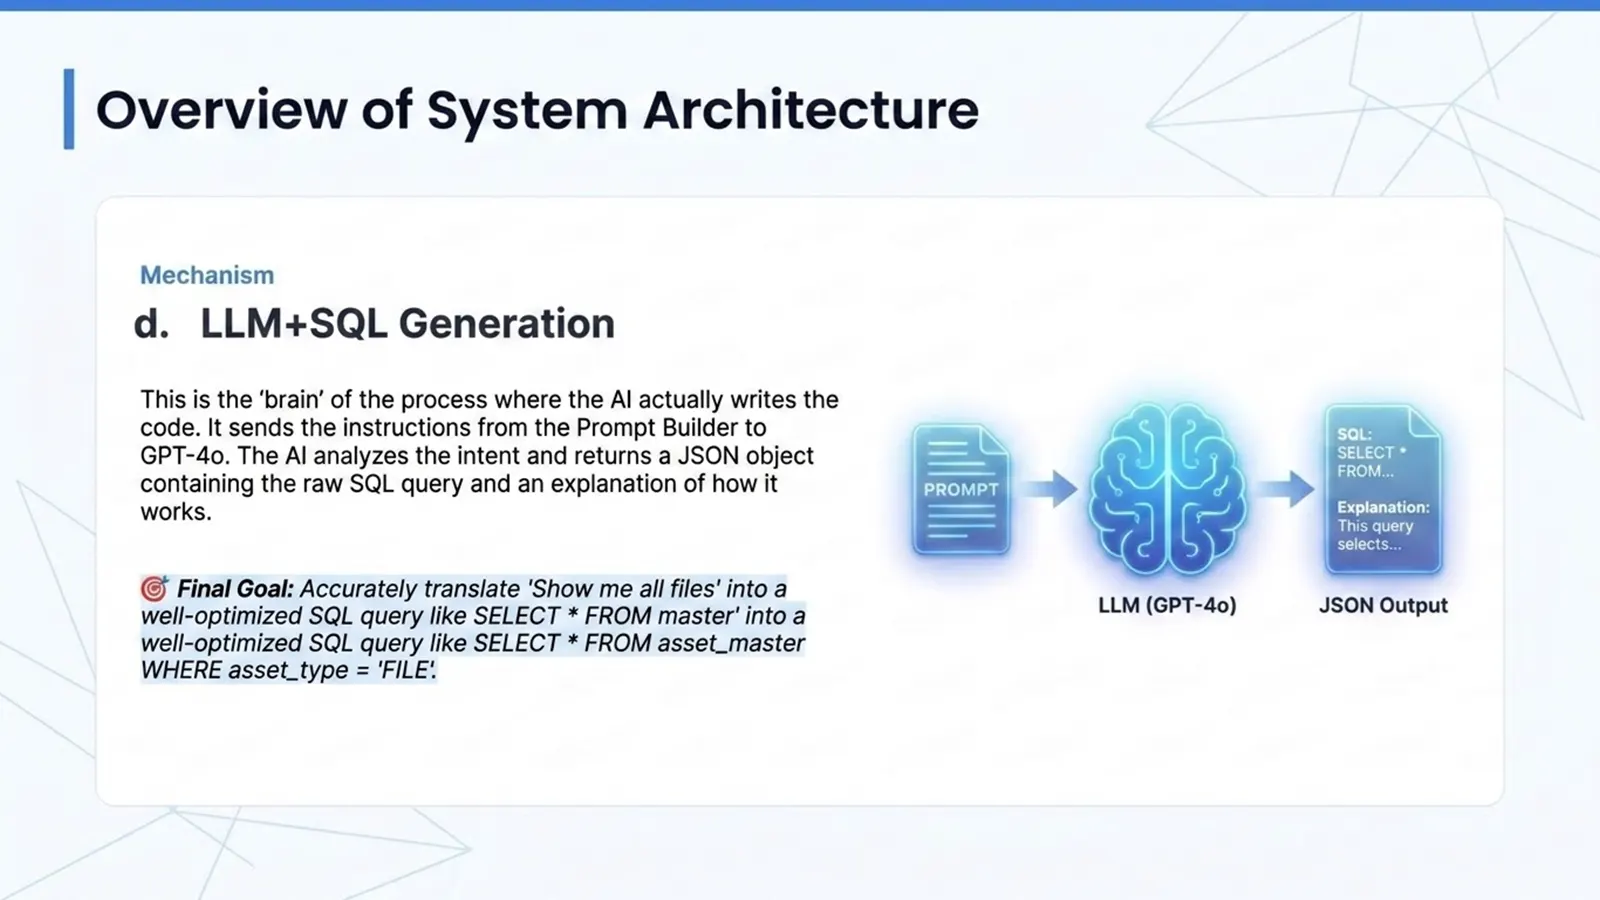 Overview of System Architecture
Mechanism
d. LLM+SQL Generation
This is the ‘brain’ of the process where the AI actually writes the
code. It sends the instructions from the Prompt Builder to
GPT-4o. The AI analyzes the intent and returns a JSON object
containing the raw SQL query and an explanation of how it
works.
🎯 Final Goal: Accurately translate 'Show me all files' into a
well-optimized SQL query like SELECT * FROM master' into a
well-optimized SQL query like SELECT * FROM asset_master
WHERE asset_type = 'FILE'.
PROMPT
LLM (GPT-4o)
SQL:
SELECT *
FROM...
Explanation:
This query
selects...
JSON Output